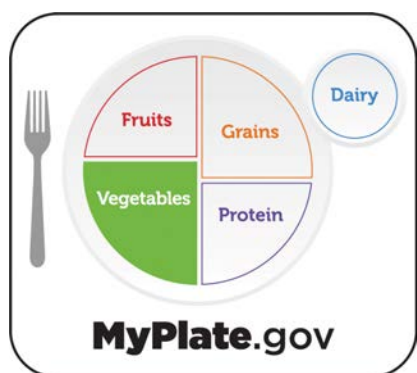 Dairy
Fruits
Grains
Vegetables
Protein
MyPlate.gov